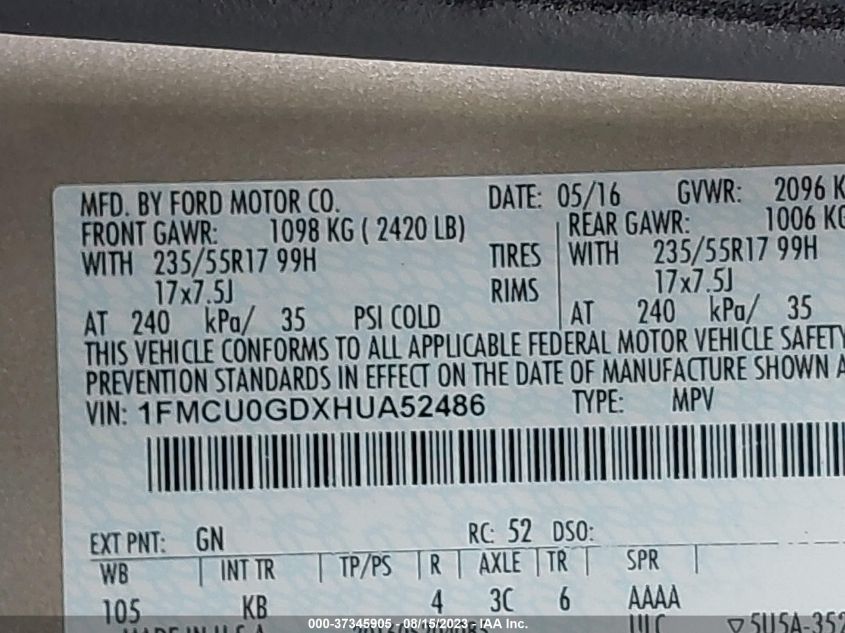 MFD. BY FORD MOTOR CO. DATE: 05/16 GVWR: 2096 K
FRONT GAWR: 1098 KG ( 2420 LB) REAR GAWR: 1006 KG
WITH 235/55R17 99H TIRES WITH 235/55R17 99H
17x7.5J RIMS 17x7.5J
AT 240 kPa/ 35 PSI COLD AT 240 kPa/ 35
THIS VEHICLE CONFORMS TO ALL APPLICABLE FEDERAL MOTOR VEHICLE SAFETY
PREVENTION STANDARDS IN EFFECT ON THE DATE OF MANUFACTURE SHOWN A
VIN: 1FMCU0GDXHUA52486 TYPE: MPV
EXT PNT: GN RC: 52 DSO:
WB INT TR TP/PS R AXLE TR SPR
105 KB 4 3C 6 AAAA
MADE IN U.S.A. ULC ▽5U5A-352
000-37345905 - 08/15/2023 - IAA Inc.